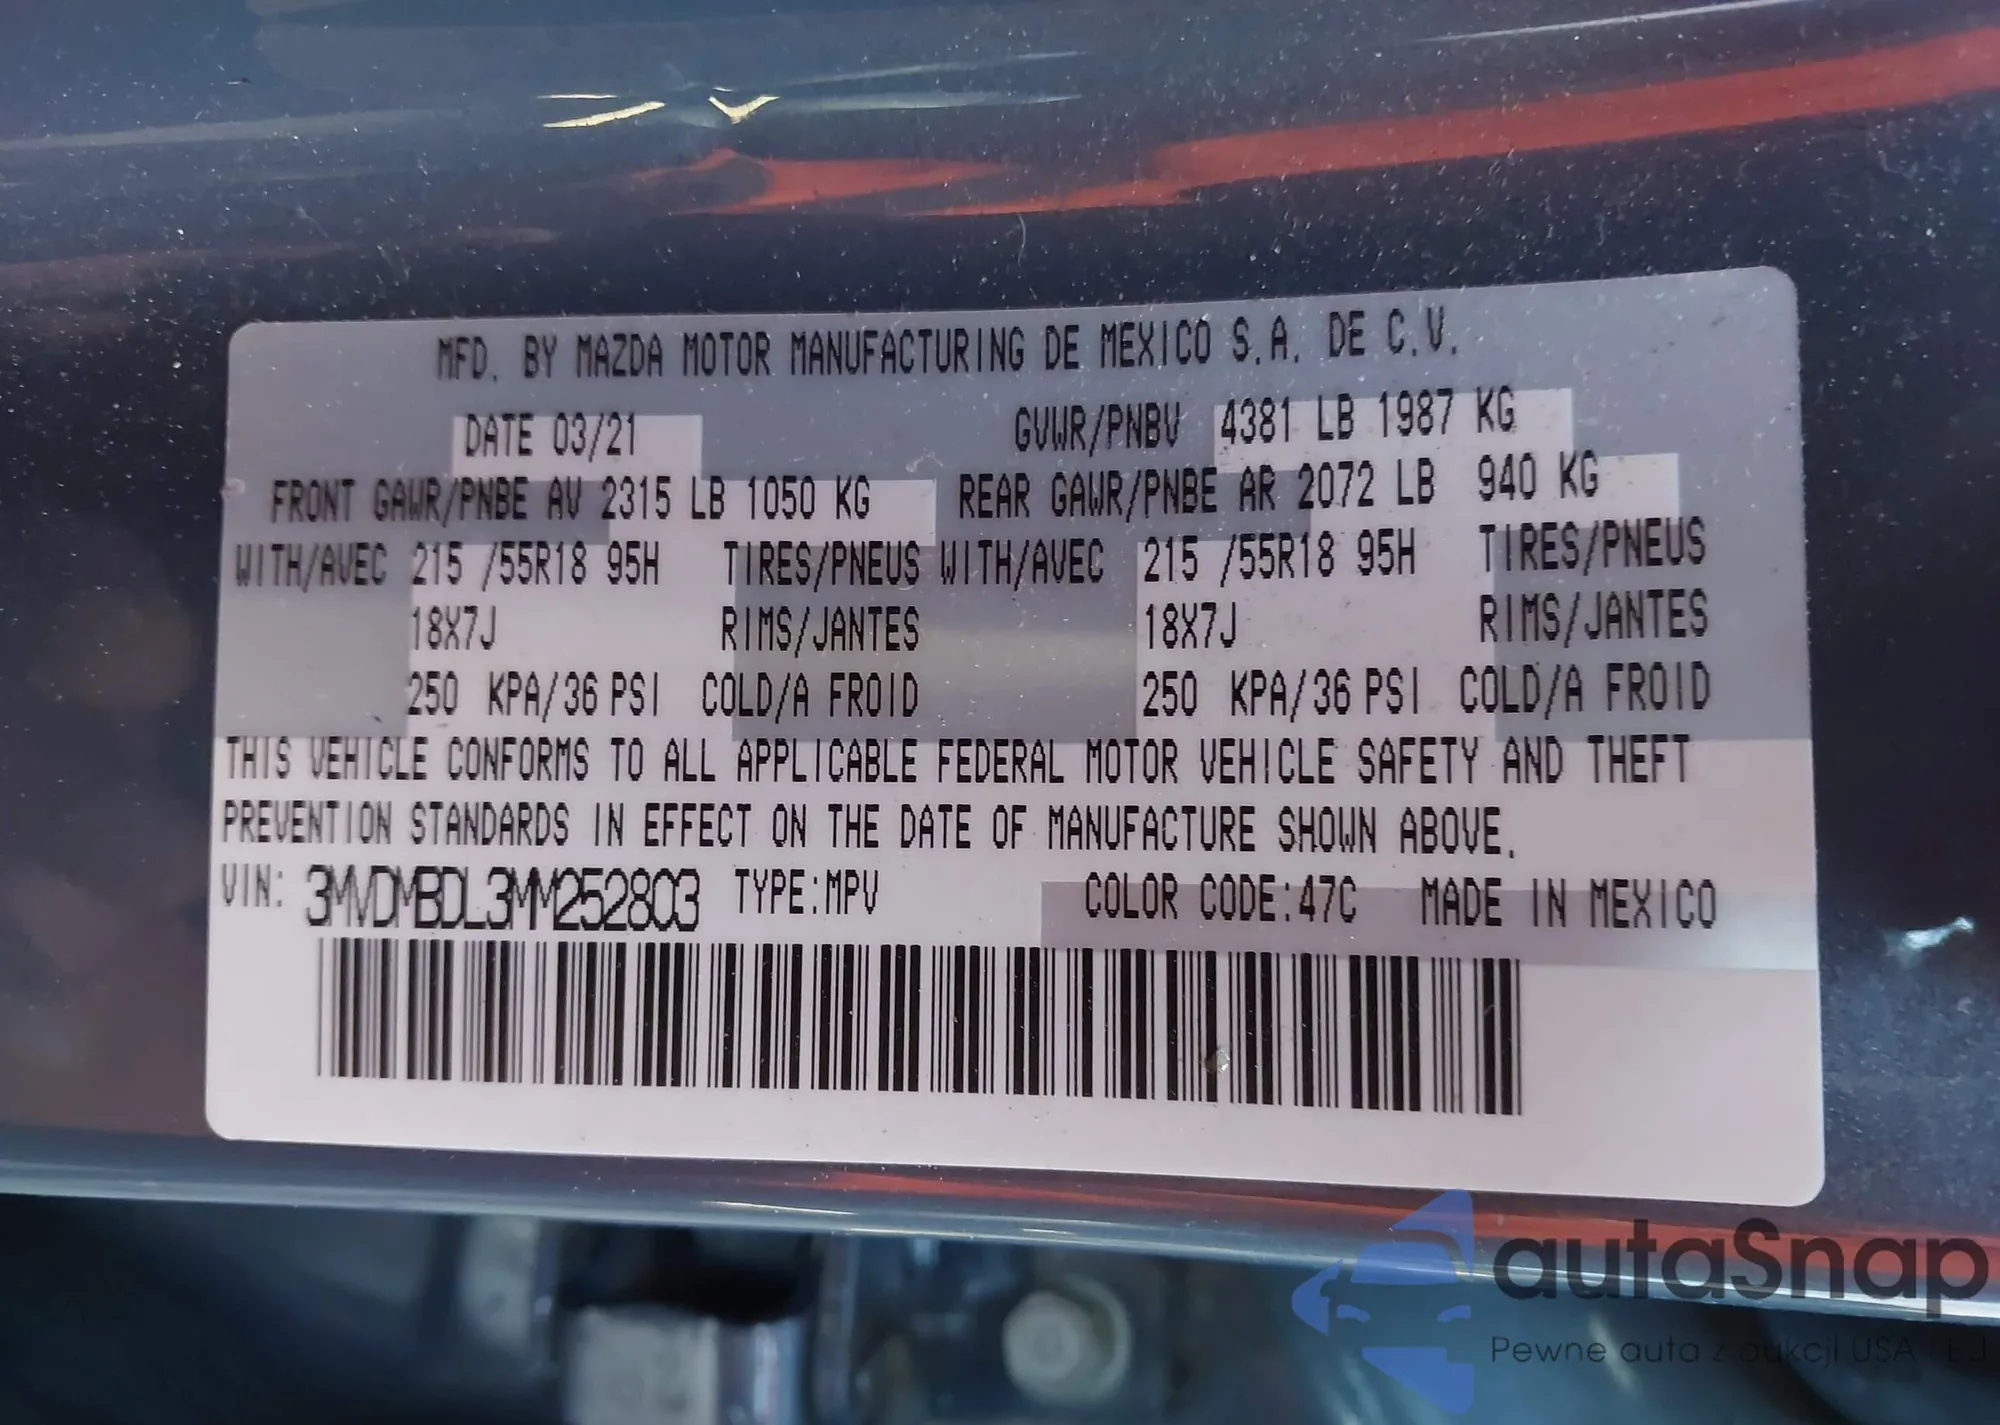 MFD. BY MAZDA MOTOR MANUFACTURING DE MEXICO S.A. DE C.V.
DATE 03/21 GVWR/PNBV 4381 LB 1987 KG
FRONT GAWR/PNBE AV 2315 LB 1050 KG REAR GAWR/PNBE AR 2072 LB 940 KG
WITH/AVEC 215 /55R18 95H TIRES/PNEUS WITH/AVEC 215 /55R18 95H TIRES/PNEUS
18X7J RIMS/JANTES 18X7J RIMS/JANTES
250 KPA/36 PSI COLD/A FROID 250 KPA/36 PSI COLD/A FROID
THIS VEHICLE CONFORMS TO ALL APPLICABLE FEDERAL MOTOR VEHICLE SAFETY AND THEFT
PREVENTION STANDARDS IN EFFECT ON THE DATE OF MANUFACTURE SHOWN ABOVE.
VIN: 3MVDMBDL3MM252803 TYPE:MPV COLOR CODE:47C MADE IN MEXICO
autaSnap
Pewne auta z aukcji USA i EJ